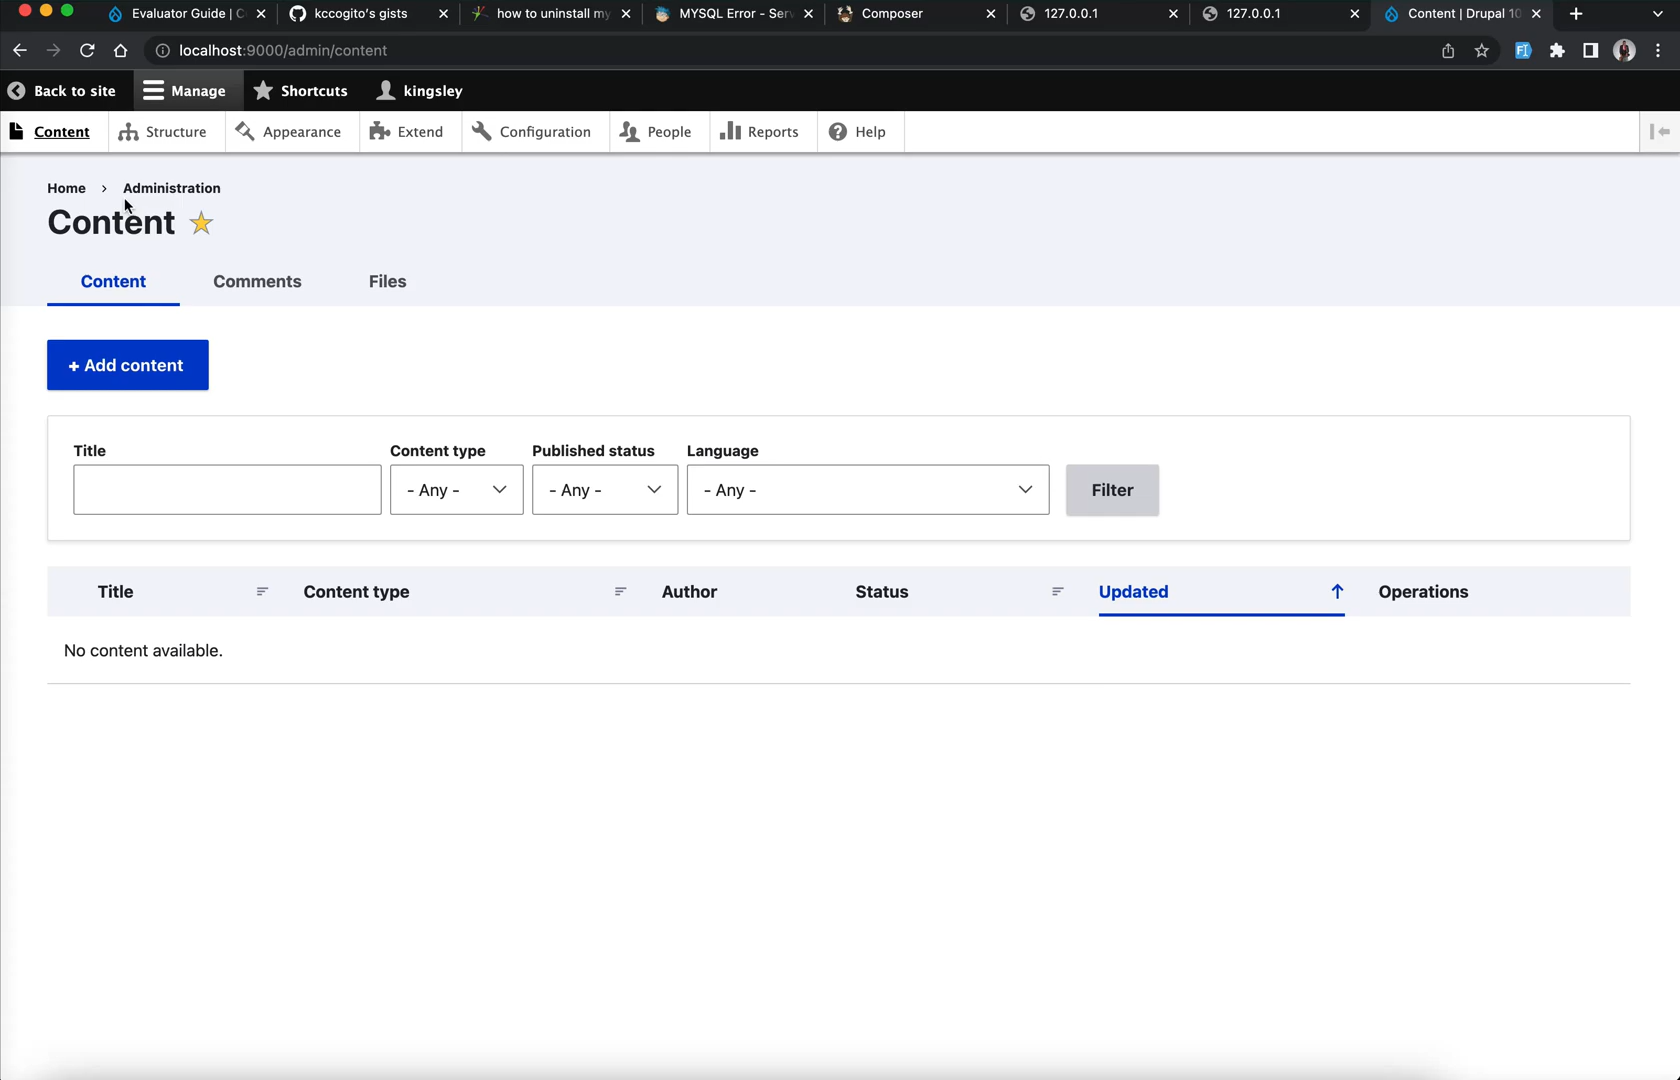 Evaluator Guide | C
kccogito's gists
how to uninstall my
MYSQL Error - Serv
Composer
127.0.0.1
127.0.0.1
Content | Drupal 10
localhost:9000/admin/content
Back to site
Manage
Shortcuts
kingsley
Content
Structure
Appearance
Extend
Configuration
People
Reports
Help
Home > Administration
Content
Content
Comments
Files
+ Add content
Title
Content type
Published status
Language
- Any -
- Any -
- Any -
Filter
Title
Content type
Author
Status
Updated
Operations
No content available.